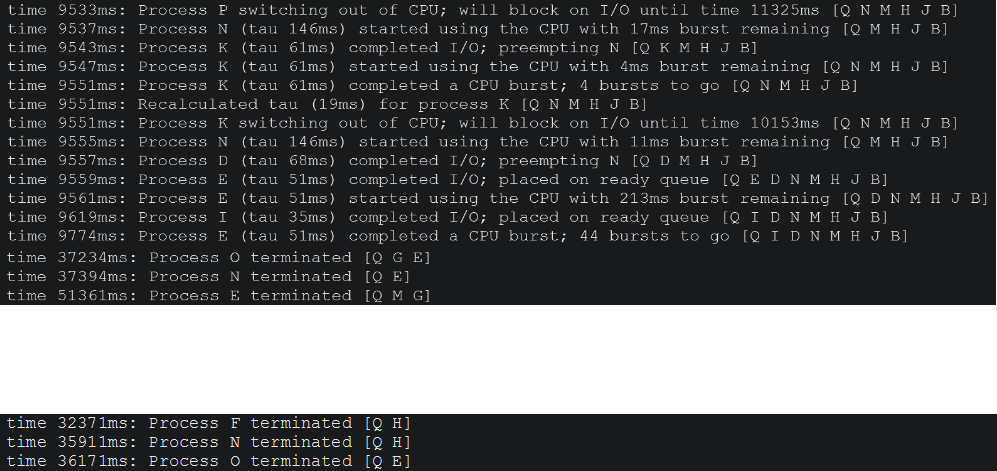 time 9533ms: Process P switching out of CPU; will block on I/O until time 11325ms [Q N M H J B]
time 9537ms: Process N (tau 146ms) started using the CPU with 17ms burst remaining [Q M H J B]
time 9543ms: Process K (tau 61ms) completed I/O; preempting N [Q K M H J B]
time 9547ms: Process K (tau 61ms) started using the CPU with 4ms burst remaining [Q N M H J B]
time 9551ms: Process K (tau 61ms) completed a CPU burst; 4 bursts to go [Q N M H J B]
time 9551ms: Recalculated tau (19ms) for process K [Q N M H J B]
time 9551ms: Process K switching out of CPU; will block on I/O until time 10153ms [Q N M H J B]
time 9555ms: Process N (tau 146ms) started using the CPU with 11ms burst remaining [Q M H J B]
time 9557ms: Process D (tau 68ms) completed I/O; preempting N [Q D M H J B]
time 9559ms: Process E (tau 51ms) completed I/O; placed on ready queue [Q E D N M H J B]
time 9561ms: Process E (tau 51ms) started using the CPU with 213ms burst remaining [Q D N M H J B]
time 9619ms: Process I (tau 35ms) completed I/O; placed on ready queue [Q I D N M H J B]
time 9774ms: Process E (tau 51ms) completed a CPU burst; 44 bursts to go [Q I D N M H J B]
time 37234ms: Process O terminated [Q G E]
time 37394ms: Process N terminated [Q E]
time 51361ms: Process E terminated [Q M G]
time 32371ms: Process F terminated [Q H]
time 35911ms: Process N terminated [Q H]
time 36171ms: Process O terminated [Q E]